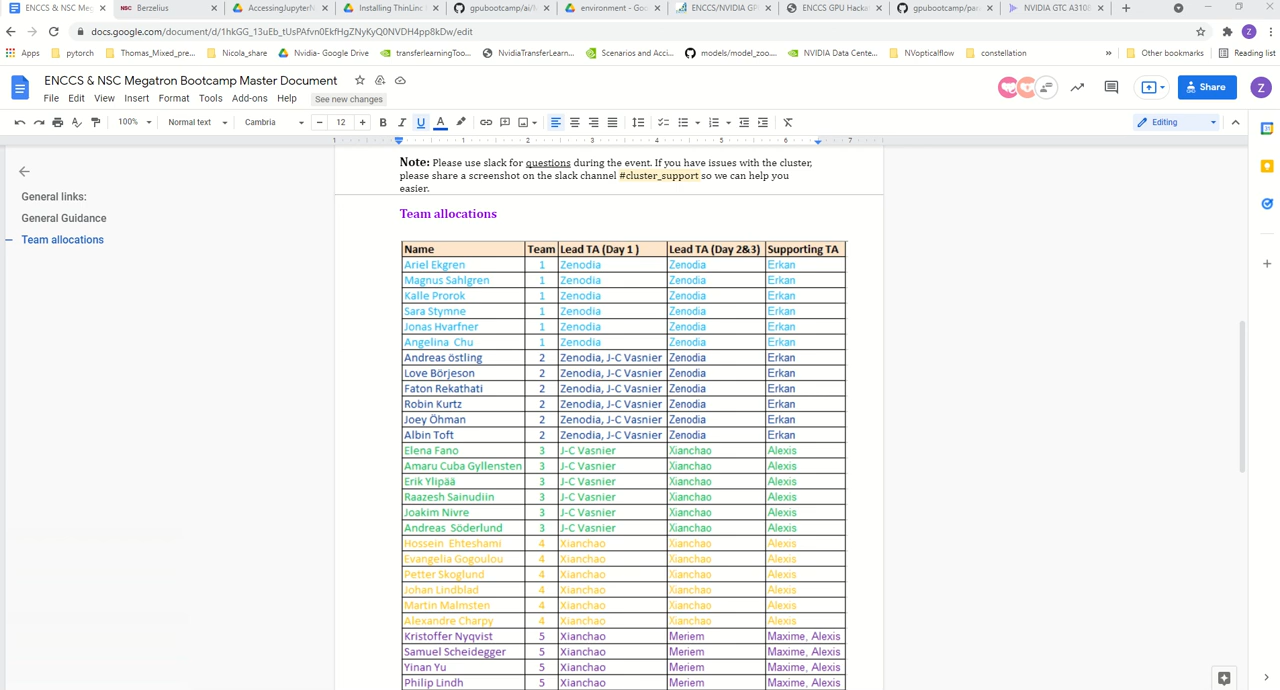 ENCCS & NSC Meg
NSC Berzelius
AccessingJupyterN
Installing ThinLinc
gpubootcamp/ai/
environment - Goo
ENCCS/NVIDIA GP
ENCCS GPU Hackat
gpubootcamp/par
NVIDIA GTC A3108
docs.google.com/document/d/1hkGG_13uEb_tUsPAfvn0EkfHgZNyKyQ0NVDH4pp8kDw/edit
Apps
pytorch
Thomas_Mixed_pre...
Nicola_share
Nvidia- Google Drive
transferlearningToo...
NvidiaTransferLearn...
Scenarios and Acci...
models/model_zoo....
NVIDIA Data Cente...
NVopticalflow
constellation
Other bookmarks
Reading list
ENCCS & NSC Megatron Bootcamp Master Document
Share
Z
File Edit View Insert Format Tools Add-ons Help See new changes
100% Normal text Cambria 12 B I U A Editing
Note: Please use slack for questions during the event. If you have issues with the cluster,
please share a screenshot on the slack channel #cluster_support so we can help you
easier.
General links:
General Guidance
Team allocations
Team allocations
Name Team Lead TA (Day 1 ) Lead TA (Day 2&3) Supporting TA
Ariel Ekgren 1 Zenodia Zenodia Erkan
Magnus Sahlgren 1 Zenodia Zenodia Erkan
Kalle Prorok 1 Zenodia Zenodia Erkan
Sara Stymne 1 Zenodia Zenodia Erkan
Jonas Hvarfner 1 Zenodia Zenodia Erkan
Angelina Chu 1 Zenodia Zenodia Erkan
Andreas östling 2 Zenodia, J-C Vasnier Zenodia Erkan
Love Börjeson 2 Zenodia, J-C Vasnier Zenodia Erkan
Faton Rekathati 2 Zenodia, J-C Vasnier Zenodia Erkan
Robin Kurtz 2 Zenodia, J-C Vasnier Zenodia Erkan
Joey Öhman 2 Zenodia, J-C Vasnier Zenodia Erkan
Albin Toft 2 Zenodia, J-C Vasnier Zenodia Erkan
Elena Fano 3 J-C Vasnier Xianchao Alexis
Amaru Cuba Gyllensten 3 J-C Vasnier Xianchao Alexis
Erik Ylipää 3 J-C Vasnier Xianchao Alexis
Raazesh Sainudiin 3 J-C Vasnier Xianchao Alexis
Joakim Nivre 3 J-C Vasnier Xianchao Alexis
Andreas Söderlund 3 J-C Vasnier Xianchao Alexis
Hossein Ehteshami 4 Xianchao Xianchao Alexis
Evangelia Gogoulou 4 Xianchao Xianchao Alexis
Petter Skoglund 4 Xianchao Xianchao Alexis
Johan Lindblad 4 Xianchao Xianchao Alexis
Martin Malmsten 4 Xianchao Xianchao Alexis
Alexandre Charpy 4 Xianchao Xianchao Alexis
Kristoffer Nyqvist 5 Xianchao Meriem Maxime, Alexis
Samuel Scheidegger 5 Xianchao Meriem Maxime, Alexis
Yinan Yu 5 Xianchao Meriem Maxime, Alexis
Philip Lindh 5 Xianchao Meriem Maxime, Alexis